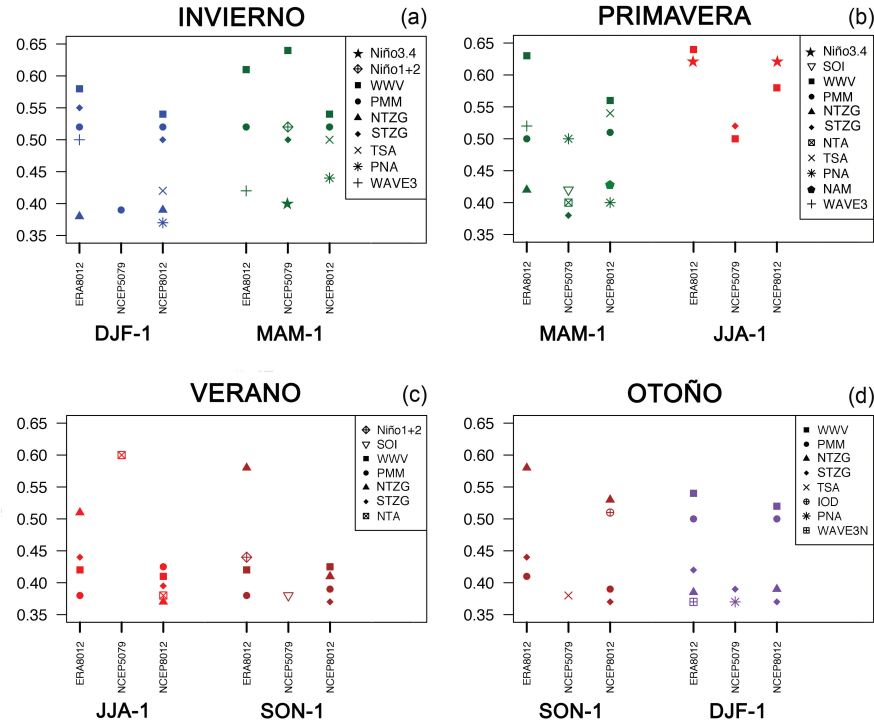 INVIERNO (a)
0.65
0.60
0.55
0.50
0.45
0.40
0.35
Niño3.4
Niño1+2
WWV
PMM
NTZG
STZG
TSA
PNA
WAVE3
ERA8012 NCEP5079 NCEP8012 ERA8012 NCEP5079 NCEP8012
DJF-1 MAM-1
PRIMAVERA (b)
0.65
0.60
0.55
0.50
0.45
0.40
0.35
Niño3.4
SOI
WWV
PMM
NTZG
STZG
NTA
TSA
PNA
NAM
WAVE3
ERA8012 NCEP5079 NCEP8012 ERA8012 NCEP5079 NCEP8012
MAM-1 JJA-1
VERANO (c)
0.65
0.60
0.55
0.50
0.45
0.40
0.35
Niño1+2
SOI
WWV
PMM
NTZG
STZG
NTA
ERA8012 NCEP5079 NCEP8012 ERA8012 NCEP5079 NCEP8012
JJA-1 SON-1
OTOÑO (d)
0.65
0.60
0.55
0.50
0.45
0.40
0.35
WWV
PMM
NTZG
STZG
TSA
IOD
PNA
WAVE3N
ERA8012 NCEP5079 NCEP8012 ERA8012 NCEP5079 NCEP8012
SON-1 DJF-1